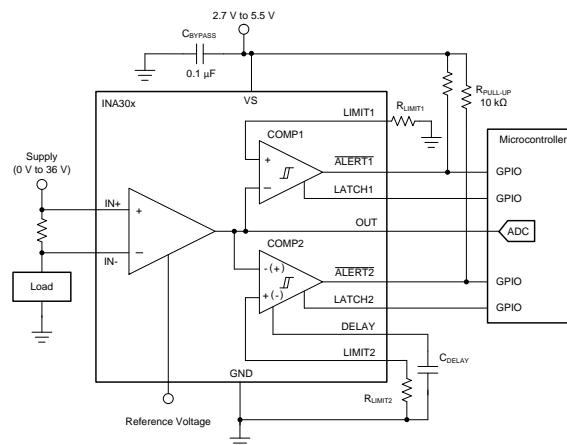 2.7 V to 5.5 V
CBYPASS
0.1 µF
INA30x
VS
LIMIT1
RLIMIT1
RPULL-UP
10 kΩ
Microcontroller
COMP1
Supply
(0 V to 36 V)
+
ALERT1
GPIO
−
LATCH1
GPIO
IN+
+
OUT
ADC
IN-
−
COMP2
Load
-(+)
ALERT2
GPIO
+(-)
LATCH2
GPIO
DELAY
LIMIT2
CDELAY
GND
RLIMIT2
Reference Voltage